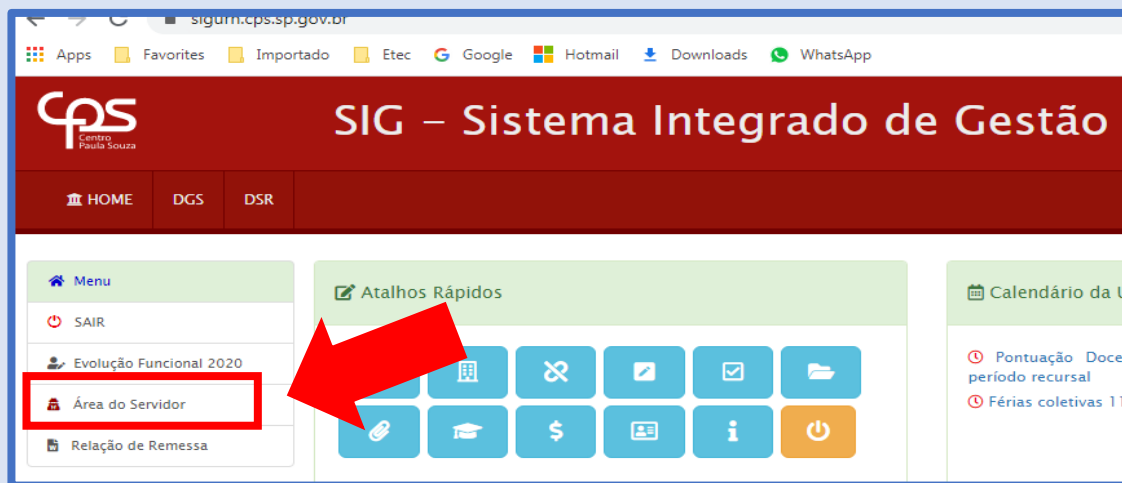 sigurh.cps.sp.gov.br
Apps Favorites Importado Etec Google Hotmail Downloads WhatsApp
CPS
Centro
Paula Souza
SIG – Sistema Integrado de Gestão
HOME DGS DSR
Menu
SAIR
Evolução Funcional 2020
Área do Servidor
Relação de Remessa
Atalhos Rápidos
Calendário da
Pontuação Doce
período recursal
Férias coletivas 11